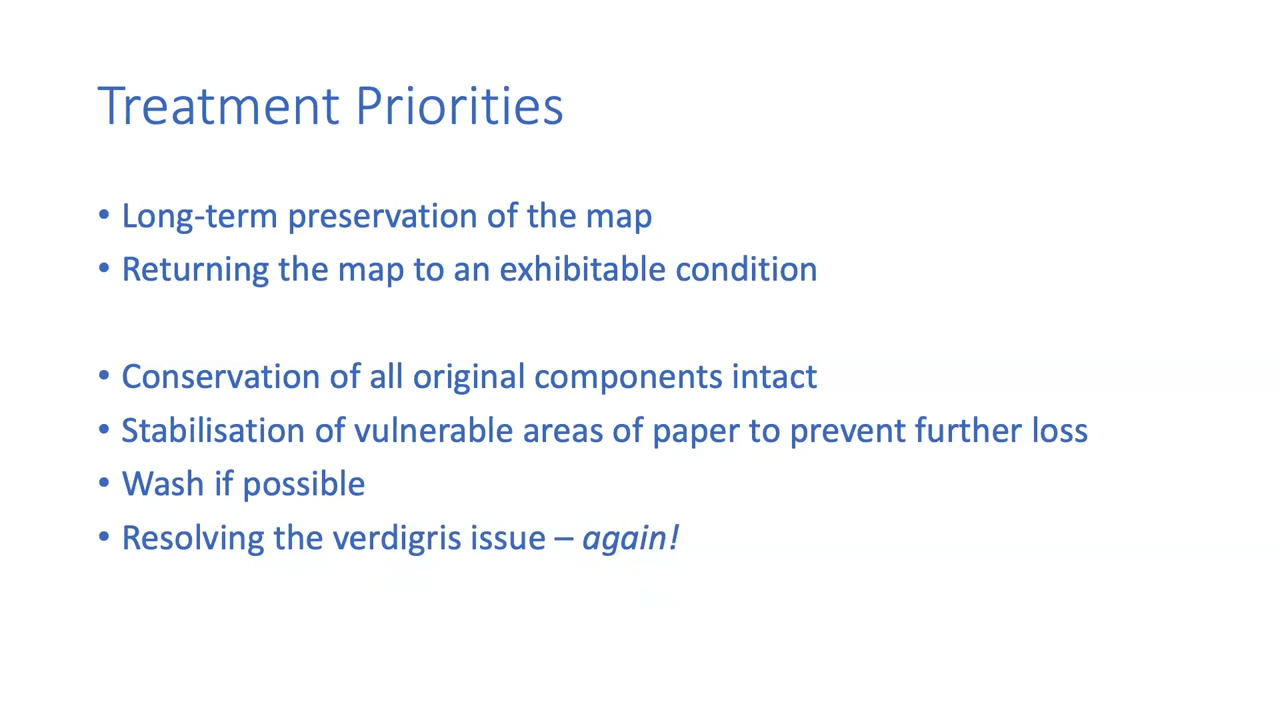 Treatment Priorities
• Long-term preservation of the map
• Returning the map to an exhibitable condition
• Conservation of all original components intact
• Stabilisation of vulnerable areas of paper to prevent further loss
• Wash if possible
• Resolving the verdigris issue – again!